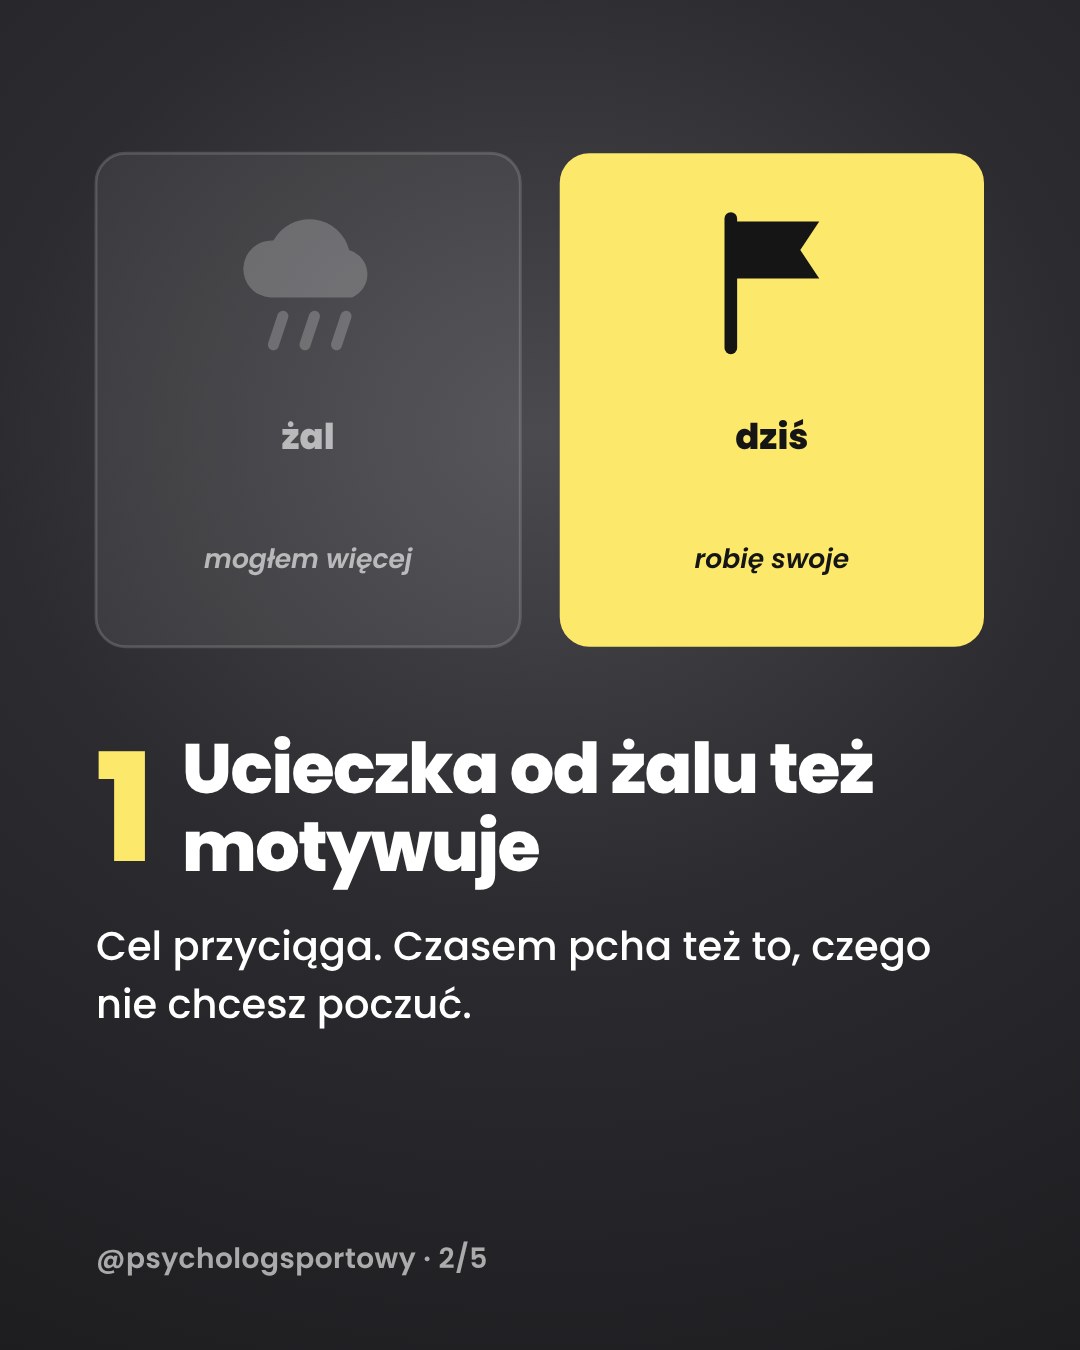 żal
dziś
mogłem więcej
robię swoje
1
Ucieczka od żalu też
motywuje
Cel przyciąga. Czasem pcha też to, czego
nie chcesz poczuć.
@psychologsportowy · 2/5